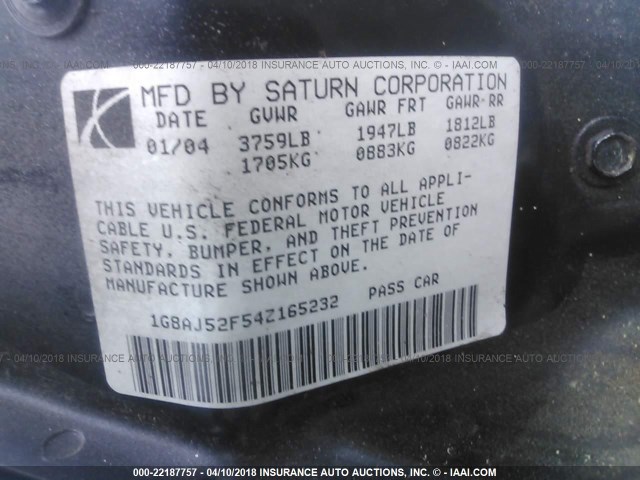 000-22187757 - 04/10/2018 INSURANCE AUTO AUCTIONS, INC. © - IAAI.COM
MFD BY SATURN CORPORATION
DATE GVWR GAWR FRT GAWR-RR
01/04 3759LB 1947LB 1812LB
1705KG 0883KG 0822KG
THIS VEHICLE CONFORMS TO ALL APPLI-
CABLE U.S. FEDERAL MOTOR VEHICLE
SAFETY, BUMPER, AND THEFT PREVENTION
STANDARDS IN EFFECT ON THE DATE OF
MANUFACTURE SHOWN ABOVE.
1G8AJ52F54Z165232 PASS CAR
000-22187757 - 04/10/2018 INSURANCE AUTO AUCTIONS, INC. © - IAAI.COM